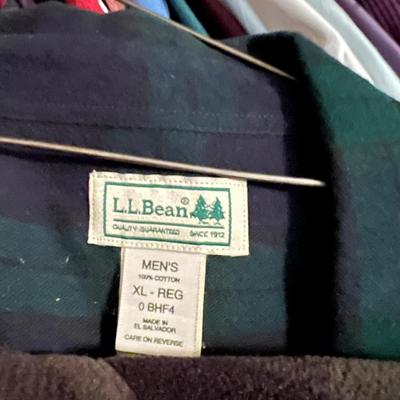 L.L.Bean®
QUALITY GUARANTEED SINCE 1912
MEN'S
100% COTTON
XL - REG
0 BHF4
MADE IN
EL SALVADOR
CARE ON REVERSE